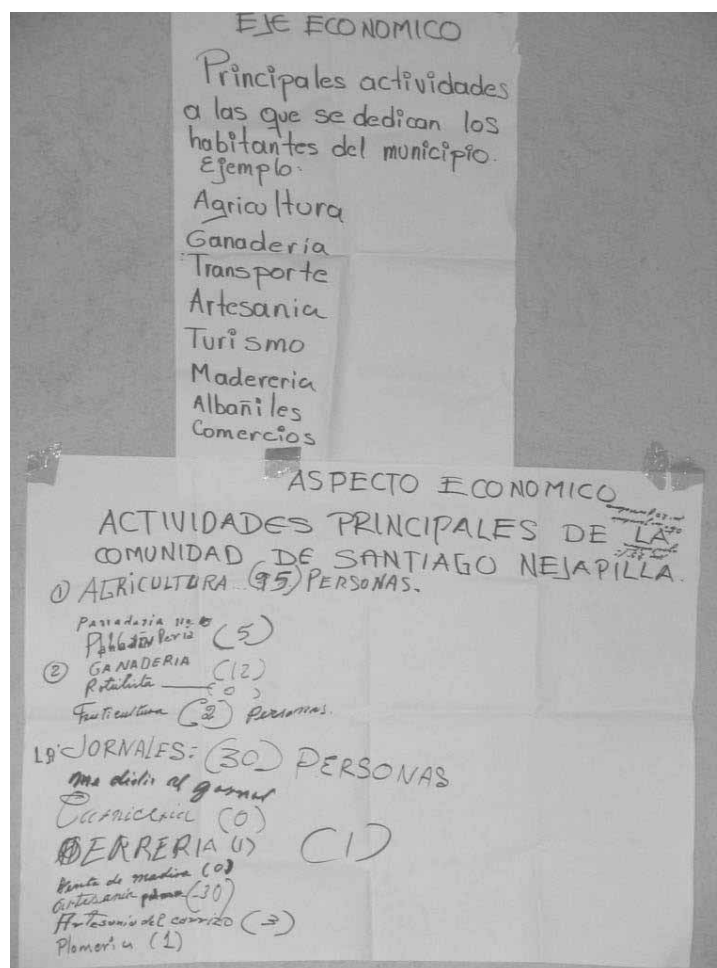 EJE ECONOMICO
Principales actividades
a las que se dedican los
habitantes del municipio.
Ejemplo.
Agricultura
Ganaderia
Transporte
Artesania
Turismo
Madereria
Albañiles
Comercios
ASPECTO ECONOMICO
ACTIVIDADES PRINCIPALES DE LA
COMUNIDAD DE SANTIAGO NEJAPILLA.
① AGRICULTURA (95) PERSONAS.
(5)
② GANADERIA (12)
(0)
Fruticultura (2) Personas.
JORNALES: (30) PERSONAS
Carniceria (0)
HERRERIA (1) (1)
Venta de madera (0)
artesania (30)
Artesania del carrizo (3)
Plomeria (1)